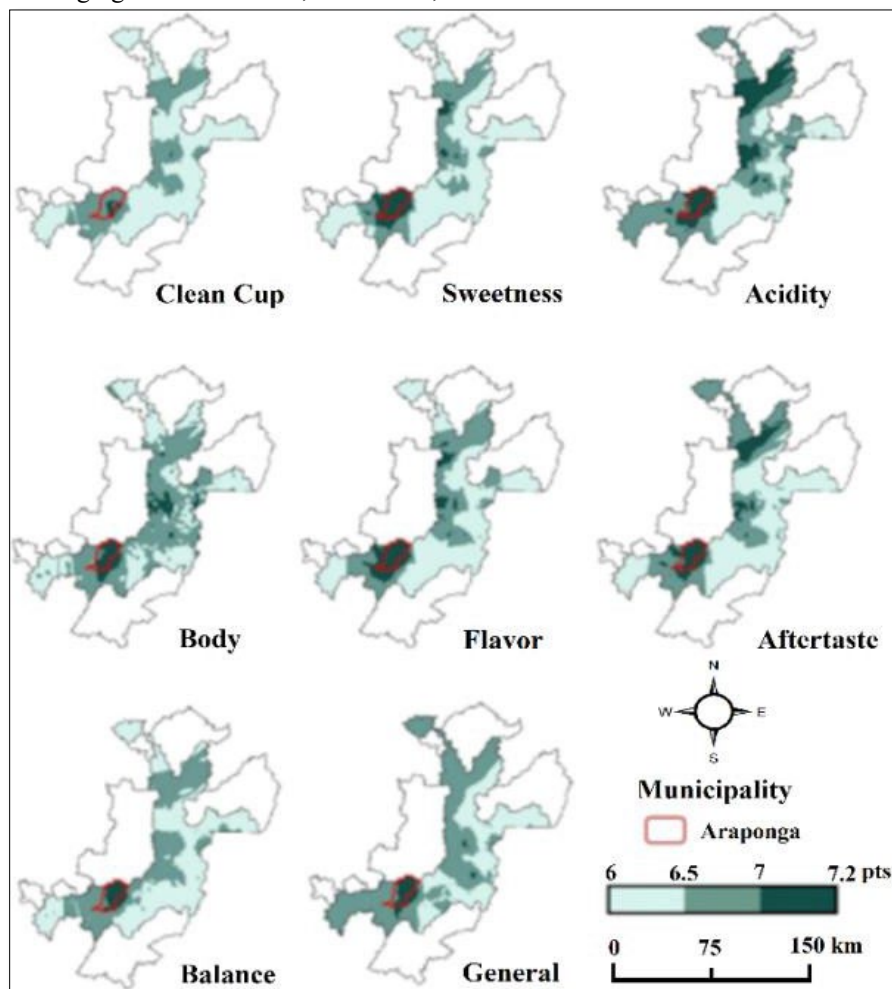 Clean Cup
Sweetness
Acidity
Body
Flavor
Aftertaste
N
W E
S
Municipality
Araponga
6 6.5 7 7.2 pts
0 75 150 km
Balance
General